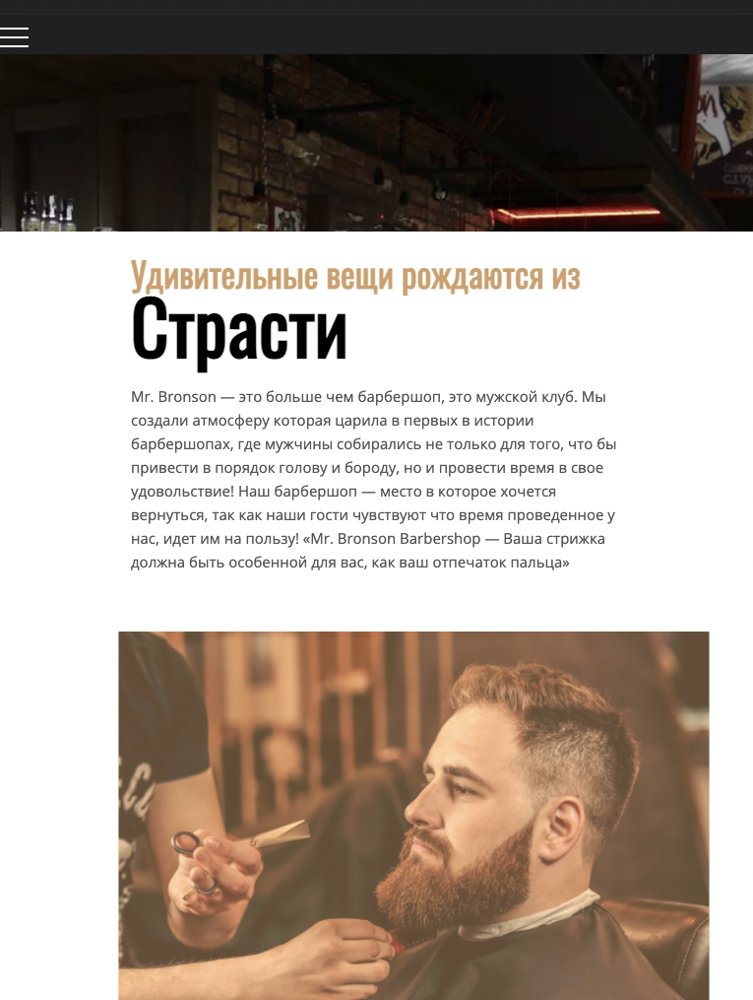 Удивительные вещи рождаются из
Страсти
Mr. Bronson — это больше чем барбершоп, это мужской клуб. Мы
создали атмосферу которая царила в первых в истории
барбершопах, где мужчины собирались не только для того, что бы
привести в порядок голову и бороду, но и провести время в свое
удовольствие! Наш барбершоп — место в которое хочется
вернуться, так как наши гости чувствуют что время проведенное у
нас, идет им на пользу! «Mr. Bronson Barbershop — Ваша стрижка
должна быть особенной для вас, как ваш отпечаток пальца»